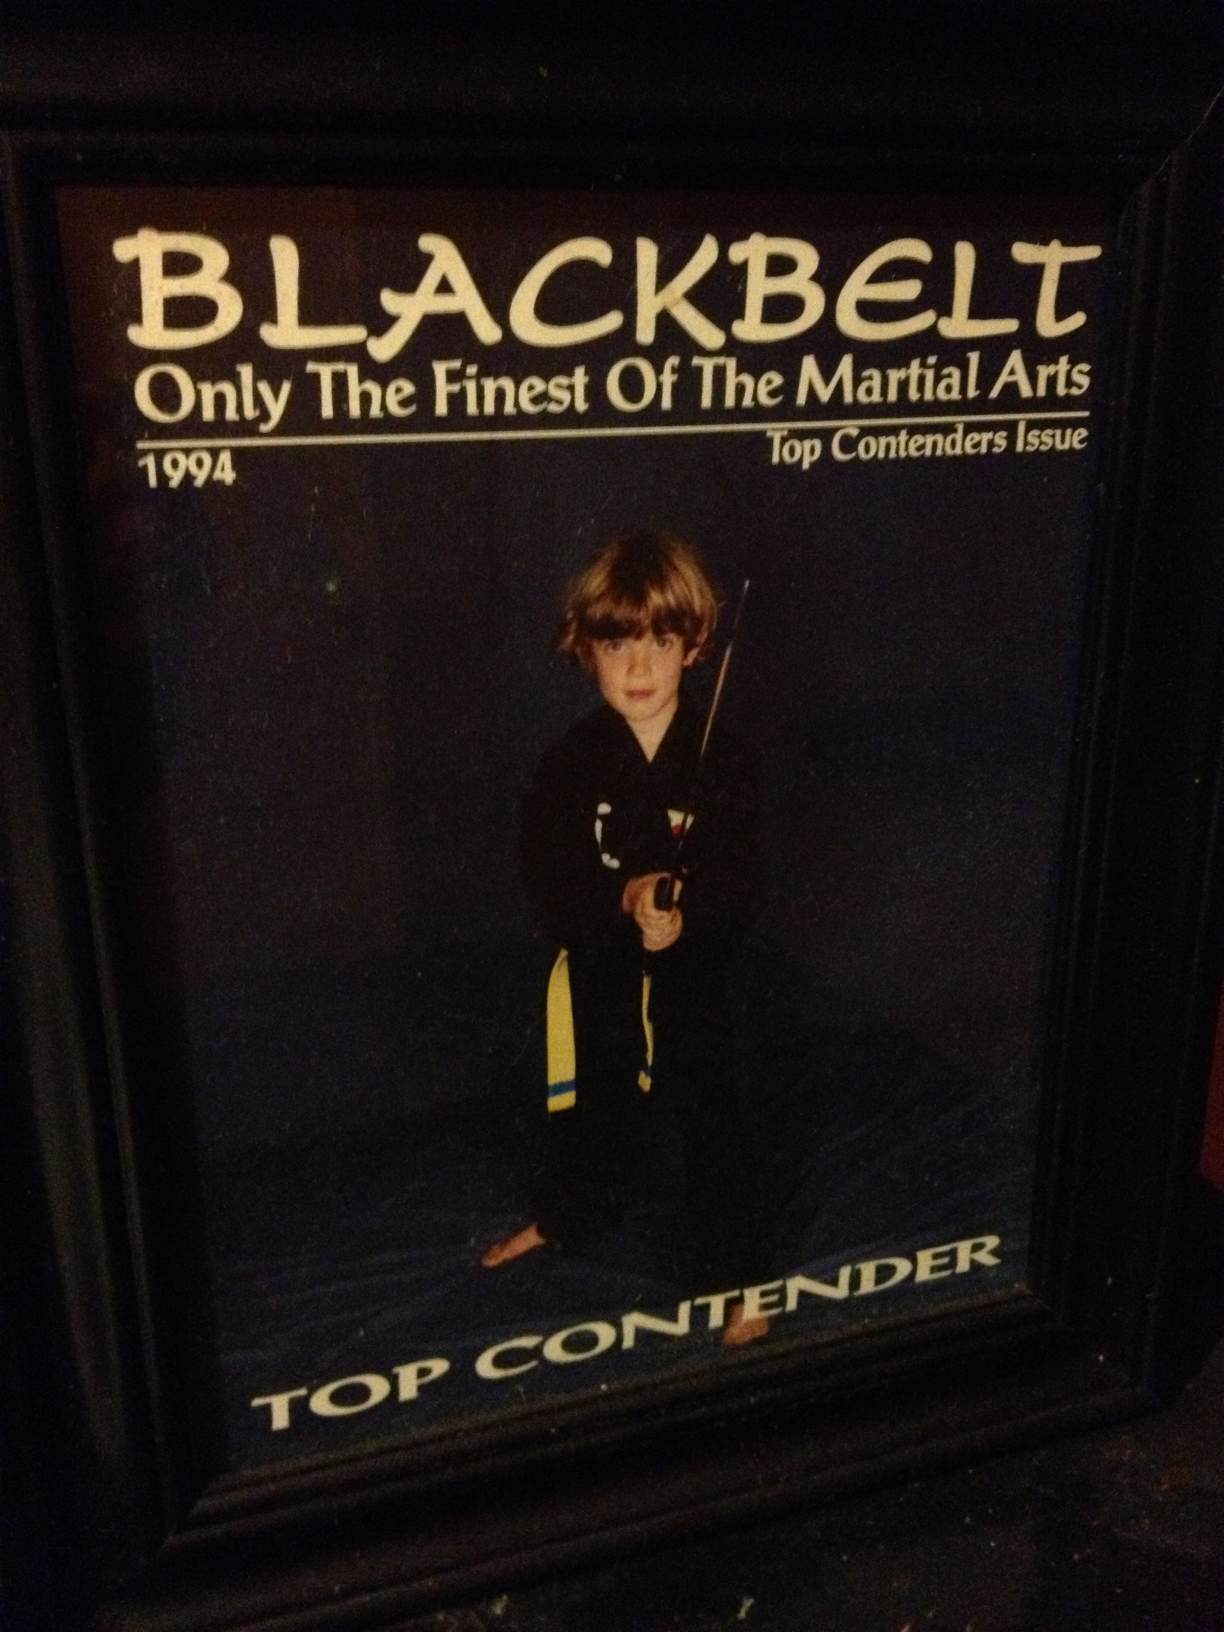 BLACKBELT
Only The Finest Of The Martial Arts
1994
Top Contenders Issue
TOP CONTENDER